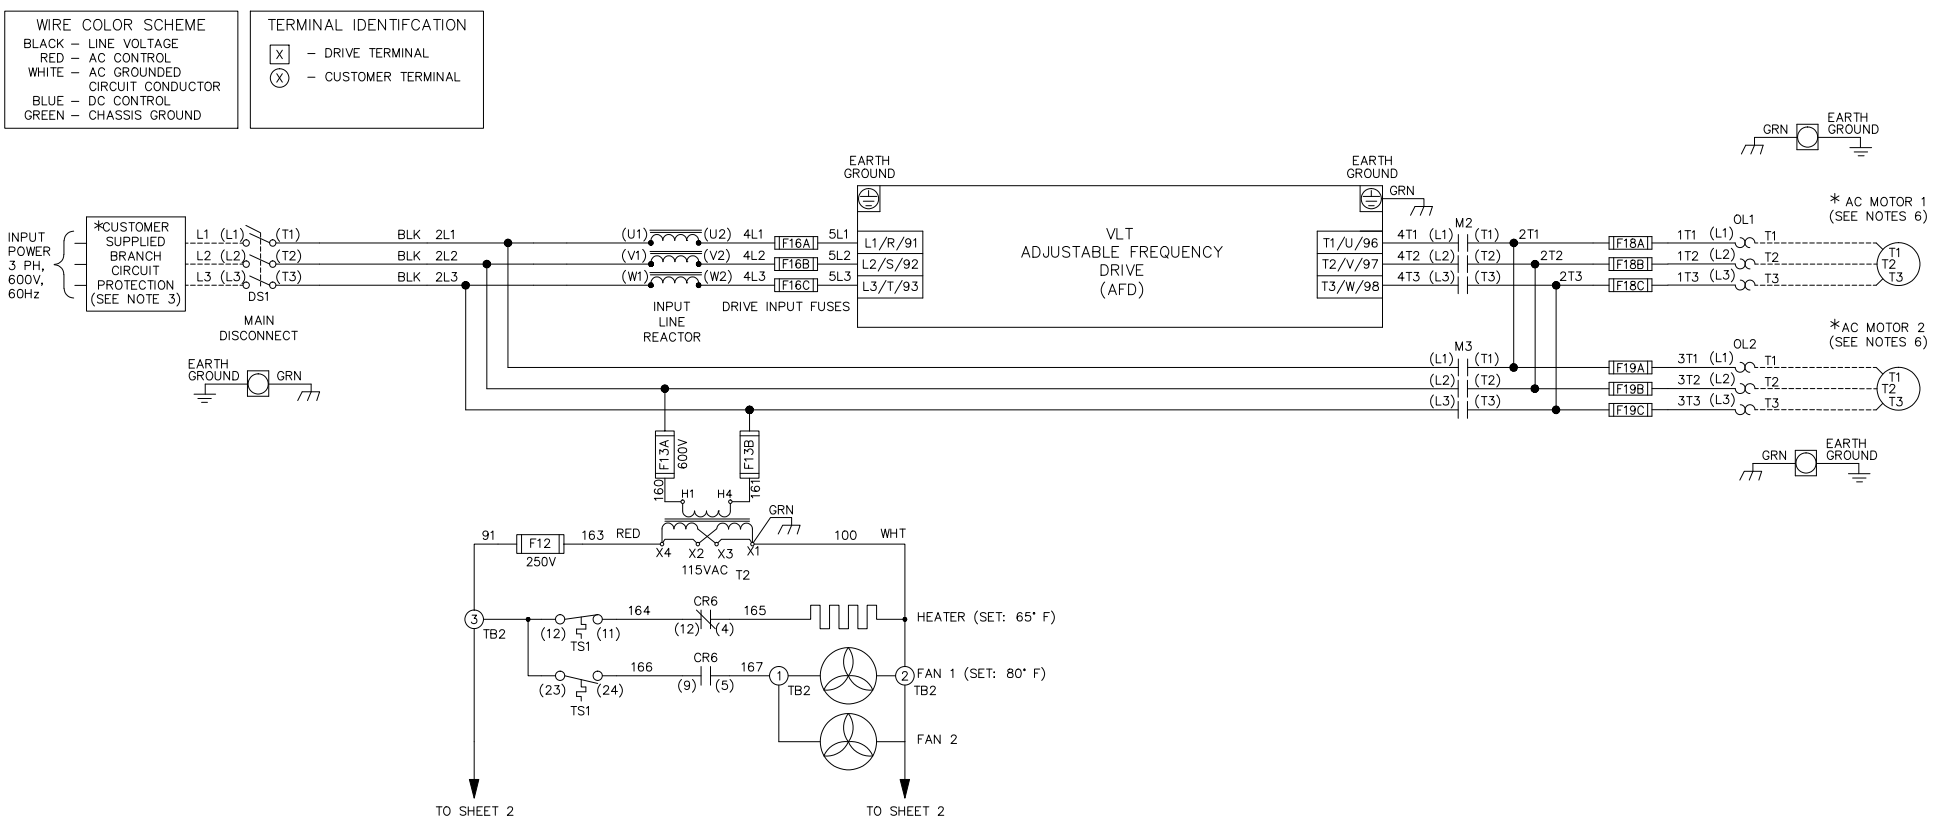 WIRE COLOR SCHEME
BLACK – LINE VOLTAGE
RED – AC CONTROL
WHITE – AC GROUNDED
CIRCUIT CONDUCTOR
BLUE – DC CONTROL
GREEN – CHASSIS GROUND
TERMINAL IDENTIFCATION
X – DRIVE TERMINAL
X – CUSTOMER TERMINAL
INPUT
POWER
3 PH,
600V,
60Hz
*CUSTOMER
SUPPLIED
BRANCH
CIRCUIT
PROTECTION
(SEE NOTE 3)
L1 (L1) (T1) BLK 2L1 (U1) (U2) 4L1 F16A 5L1 L1/R/91
L2 (L2) (T2) BLK 2L2 (V1) (V2) 4L2 F16B 5L2 L2/S/92
L3 (L3) (T3) BLK 2L3 (W1) (W2) 4L3 F16C 5L3 L3/T/93
DS1
MAIN
DISCONNECT
INPUT
LINE
REACTOR
DRIVE INPUT FUSES
EARTH
GROUND
GRN
EARTH
GROUND
VLT
ADJUSTABLE FREQUENCY
DRIVE
(AFD)
EARTH
GROUND
GRN
M2
T1/U/96 4T1 (L1) (T1) 2T1 F18A 1T1 (L1) T1
T2/V/97 4T2 (L2) (T2) 2T2 F18B 1T2 (L2) T2
T3/W/98 4T3 (L3) (T3) 2T3 F18C 1T3 (L3) T3
OL1
GRN
EARTH
GROUND
* AC MOTOR 1
(SEE NOTES 6)
T1
T2
T3
M3
(L1) (T1) F19A 3T1 (L1) T1
(L2) (T2) F19B 3T2 (L2) T2
(L3) (T3) F19C 3T3 (L3) T3
OL2
*AC MOTOR 2
(SEE NOTES 6)
T1
T2
T3
GRN
EARTH
GROUND
F13A
600V
F13B
160
161
H1 H4
GRN
91 F12 163 RED
250V
X4 X2 X3 X1
100 WHT
115VAC T2
3
TB2
(12) (11) 164 CR6 165
TS1
(12) (4)
HEATER (SET: 65° F)
(23) (24) 166 CR6 167
TS1
(9) (5)
1
TB2
2
TB2
FAN 1 (SET: 80° F)
FAN 2
TO SHEET 2
TO SHEET 2